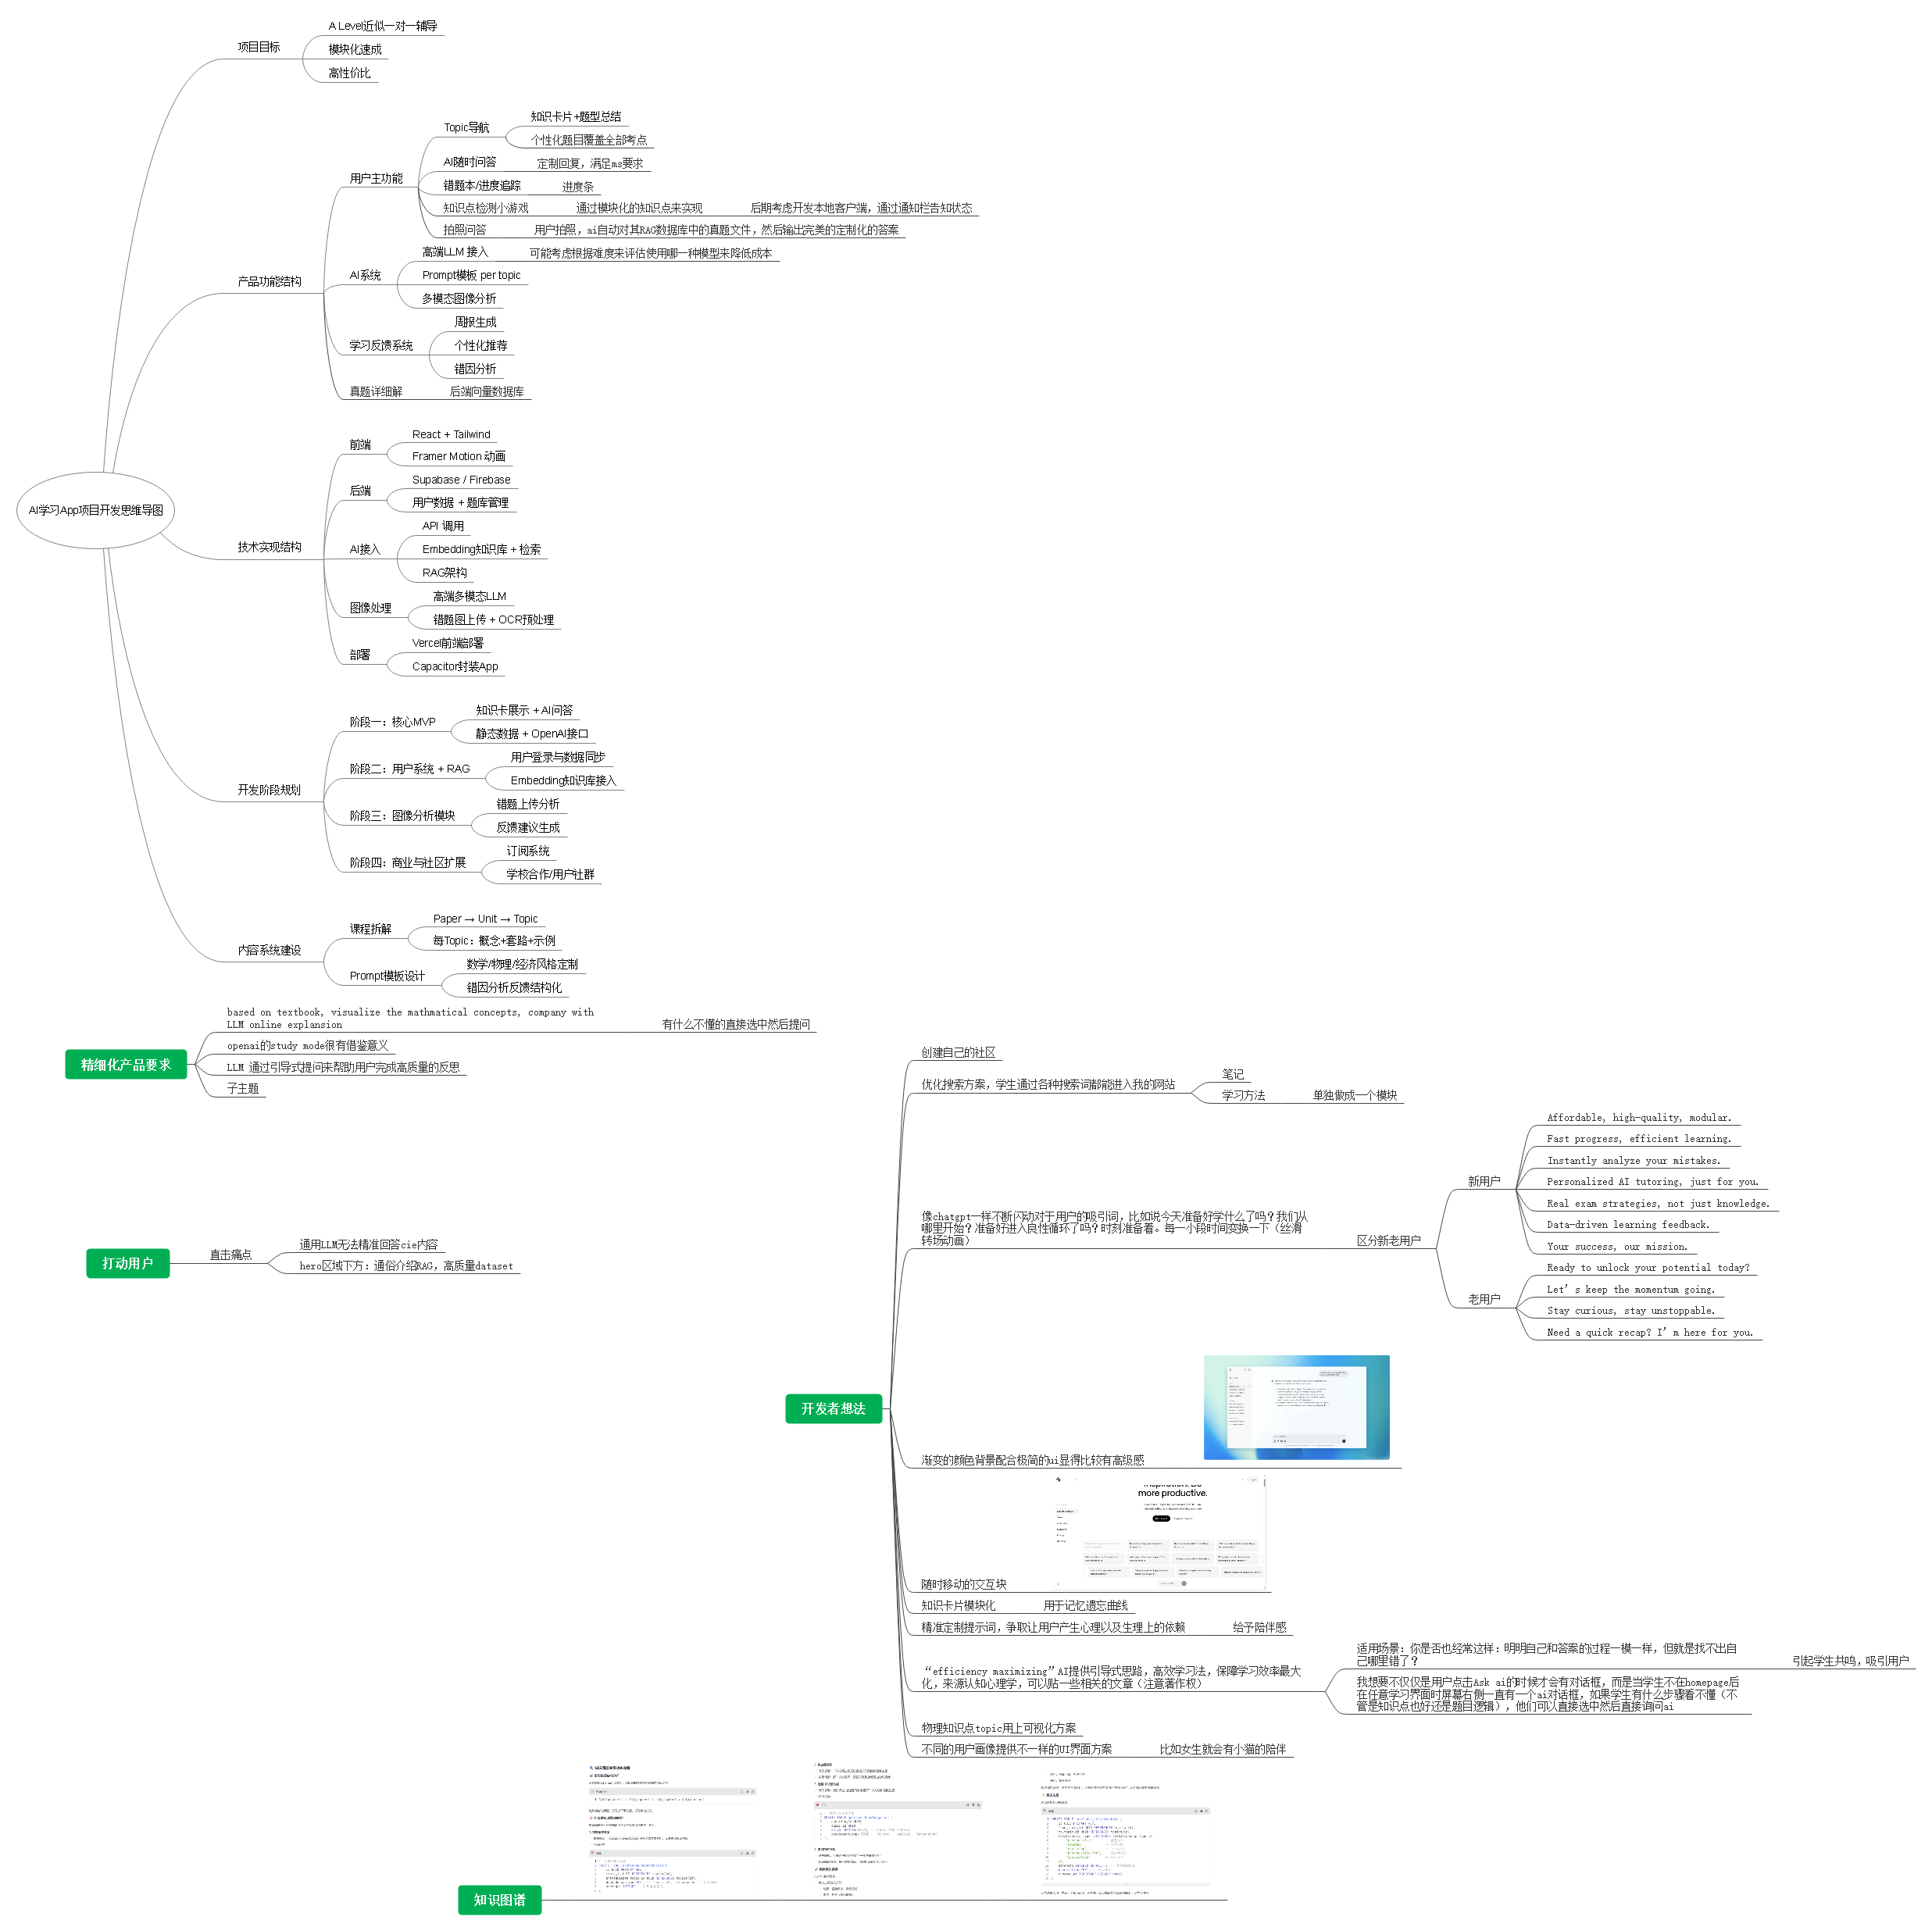 AI学习App项目开发思维导图
项目目标
A Level近似一对一辅导
模块化速成
高性价比
产品功能结构
用户主功能
Topic导航
知识卡片+题型总结
个性化题目覆盖全部考点
AI随时问答
定制回复，满足ms要求
错题本/进度追踪
进度条
知识点检测小游戏
通过模块化的知识点来实现
后期考虑开发本地客户端，通过通知栏告知状态
拍照问答
用户拍照，ai自动对其RAG数据库中的真题文件，然后输出完美的定制化的答案
AI系统
高端LLM 接入
可能考虑根据难度来评估使用哪一种模型来降低成本
Prompt模板 per topic
多模态图像分析
学习反馈系统
周报生成
个性化推荐
错因分析
真题详细解
后端向量数据库
技术实现结构
前端
React + Tailwind
Framer Motion 动画
后端
Supabase / Firebase
用户数据 + 题库管理
AI接入
API 调用
Embedding知识库 + 检索
RAG架构
图像处理
高端多模态LLM
错题图上传 + OCR预处理
部署
Vercel前端部署
Capacitor封装App
开发阶段规划
阶段一：核心MVP
知识卡展示 + AI问答
静态数据 + OpenAI接口
阶段二：用户系统 + RAG
用户登录与数据同步
Embedding知识库接入
阶段三：图像分析模块
错题上传分析
反馈建议生成
阶段四：商业与社区扩展
订阅系统
学校合作/用户社群
内容系统建设
课程拆解
Paper → Unit → Topic
每Topic：概念+套路+示例
Prompt模板设计
数学/物理/经济风格定制
错因分析反馈结构化
精细化产品要求
based on textbook, visualize the mathmatical concepts, company with
LLM online explansion
有什么不懂的直接选中然后提问
openai的study mode很有借鉴意义
LLM 通过引导式提问来帮助用户完成高质量的反思
子主题
打动用户
直击痛点
通用LLM无法精准回答cie内容
hero区域下方：通俗介绍RAG，高质量dataset
开发者想法
创建自己的社区
优化搜索方案，学生通过各种搜索词都能进入我的网站
笔记
学习方法
单独做成一个模块
像chatgpt一样不断闪动对于用户的吸引词，比如说今天准备好学什么了吗？我们从
哪里开始？准备好进入良性循环了吗？时刻准备着。每一小段时间变换一下（丝滑
转场动画）
区分新老用户
新用户
Affordable, high-quality, modular.
Fast progress, efficient learning.
Instantly analyze your mistakes.
Personalized AI tutoring, just for you.
Real exam strategies, not just knowledge.
Data-driven learning feedback.
Your success, our mission.
老用户
Ready to unlock your potential today?
Let’s keep the momentum going.
Stay curious, stay unstoppable.
Need a quick recap? I’m here for you.
渐变的颜色背景配合极简的ui显得比较有高级感
more productive.
随时移动的交互块
知识卡片模块化
用于记忆遗忘曲线
精准定制提示词，争取让用户产生心理以及生理上的依赖
给予陪伴感
“efficiency maximizing”AI提供引导式思路，高效学习法，保障学习效率最大
化，来源认知心理学，可以贴一些相关的文章（注意著作权）
适用场景：你是否也经常这样：明明自己和答案的过程一模一样，但就是找不出自
己哪里错了？
引起学生共鸣，吸引用户
我想要不仅仅是用户点击Ask ai的时候才会有对话框，而是当学生不在homepage后
在任意学习界面时屏幕右侧一直有一个ai对话框，如果学生有什么步骤看不懂（不
管是知识点也好还是题目逻辑），他们可以直接选中然后直接询问ai
物理知识点topic用上可视化方案
不同的用户画像提供不一样的UI界面方案
比如女生就会有小猫的陪伴
知识图谱